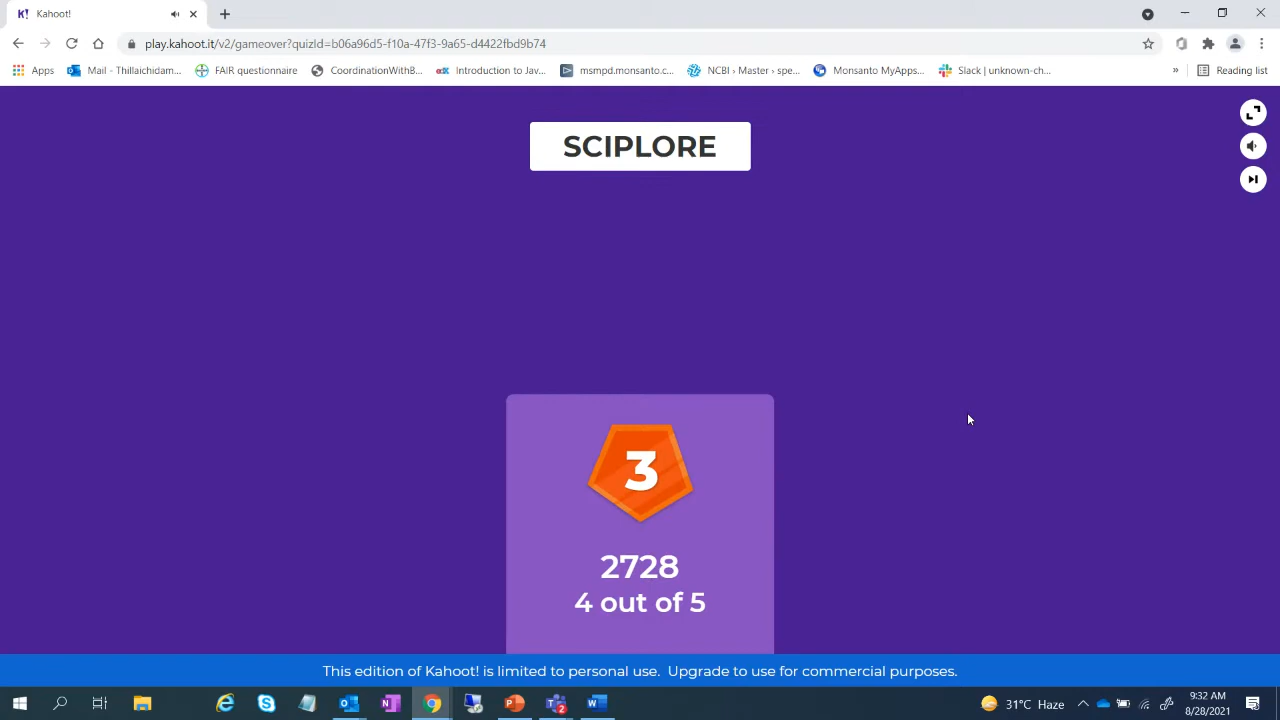 Kahoot!
play.kahoot.it/v2/gameover?quizId=b06a96d5-f10a-47f3-9a65-d4422fbd9b74
Apps
Mail - Thillaichidam...
FAIR questionnaire
CoordinationWithB...
Introduction to Jav...
msmpd.monsanto.c...
NCBI › Master › spe...
Monsanto MyApps...
Slack | unknown-ch...
»
Reading list
SCIPLORE
3
2728
4 out of 5
This edition of Kahoot! is limited to personal use. Upgrade to use for commercial purposes.
31°C Haze
9:32 AM
8/28/2021